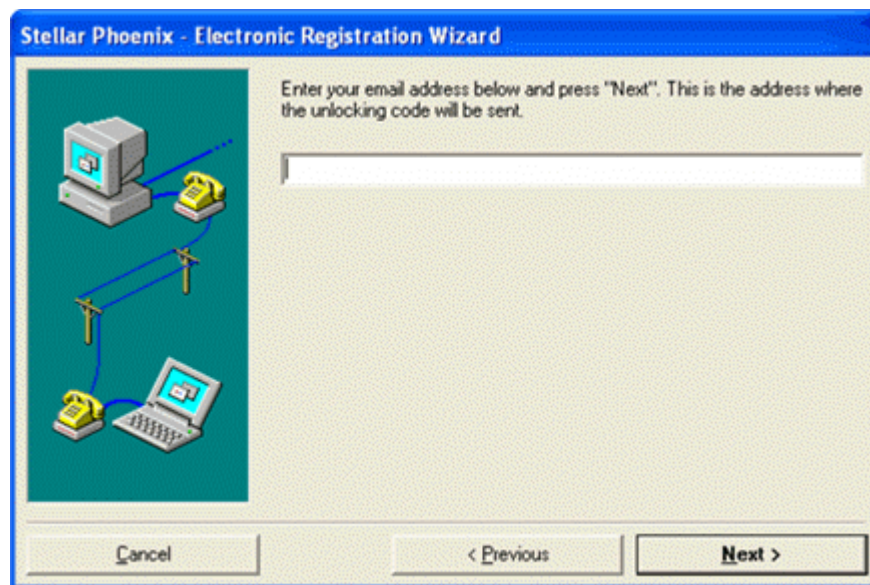 Stellar Phoenix - Electronic Registration Wizard
Enter your email address below and press "Next". This is the address where
the unlocking code will be sent.
Cancel
< Previous
Next >